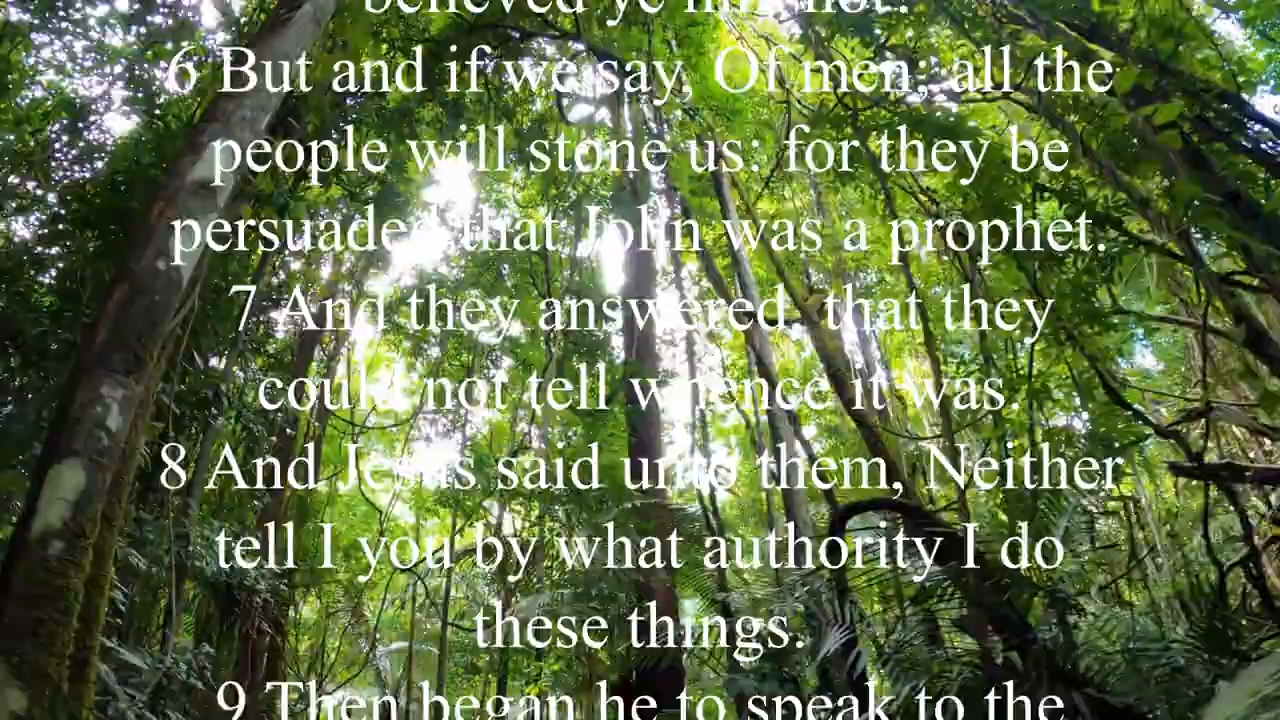 believed ye him not?
6 But and if we say, Of men; all the
people will stone us: for they be
persuaded that John was a prophet.
7 And they answered, that they
could not tell whence it was.
8 And Jesus said unto them, Neither
tell I you by what authority I do
these things.
9 Then began he to speak to the